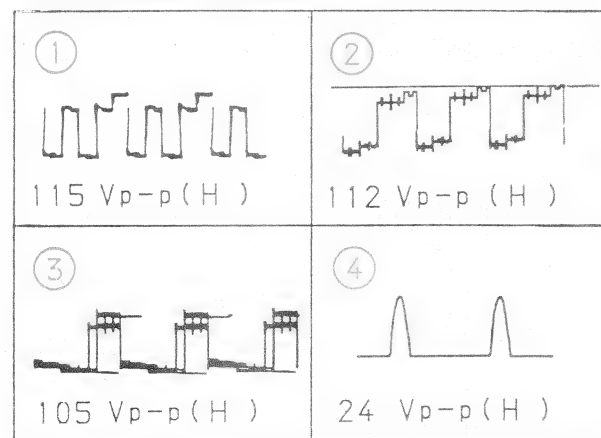 1
2
115 Vp-p ( H )
112 Vp-p ( H )
3
4
105 Vp-p ( H )
24 Vp-p ( H )